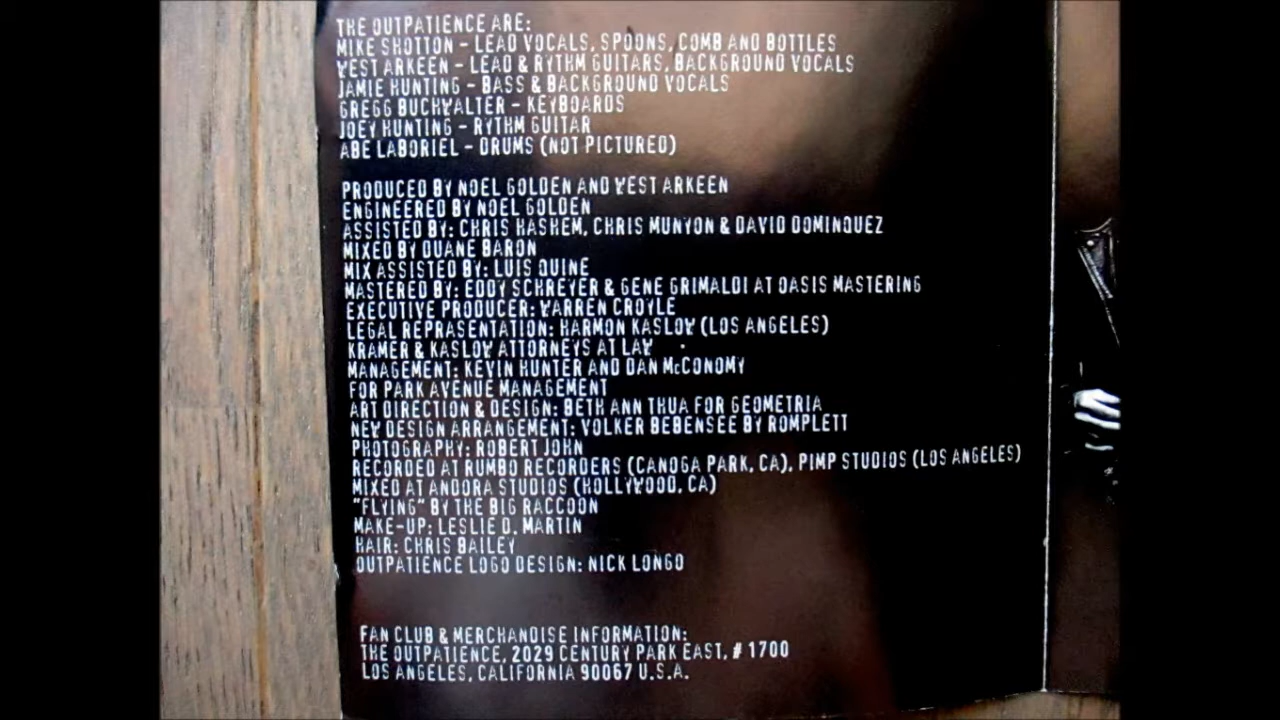 THE OUTPATIENCE ARE:
MIKE SHOTTON - LEAD VOCALS, SPOONS, COMB AND BOTTLES
WEST ARKEEN - LEAD & RYTHM GUITARS, BACKGROUND VOCALS
JAMIE HUNTING - BASS & BACKGROUND VOCALS
GREGG BUCHWALTER - KEYBOARDS
JOEY HUNTING - RYTHM GUITAR
ABE LABORIEL - DRUMS (NOT PICTURED)
PRODUCED BY NOEL GOLDEN AND WEST ARKEEN
ENGINEERED BY NOEL GOLDEN
ASSISTED BY: CHRIS HASHEM, CHRIS MUNYON & DAVID DOMINQUEZ
MIXED BY DUANE BARON
MIX ASSISTED BY: LUIS QUINE
MASTERED BY: EDDY SCHREYER & GENE GRIMALDI AT OASIS MASTERING
EXECUTIVE PRODUCER: WARREN CROYLE
LEGAL REPRASENTATION: HARMON KASLOW (LOS ANGELES)
KRAMER & KASLOW ATTORNEYS AT LAW
MANAGEMENT: KEVIN HUNTER AND DAN McCONOMY
FOR PARK AVENUE MANAGEMENT
ART DIRECTION & DESIGN: BETH ANN THUA FOR GEOMETRIA
NEW DESIGN ARRANGEMENT: VOLKER BEBENSEE BY ROMPLETT
PHOTOGRAPHY: ROBERT JOHN
RECORDED AT RUMBO RECORDERS (CANOGA PARK, CA), PIMP STUDIOS (LOS ANGELES)
MIXED AT ANDORA STUDIOS (HOLLYWOOD, CA)
"FLYING" BY THE BIG RACCOON
MAKE-UP: LESLIE D. MARTIN
HAIR: CHRIS BAILEY
OUTPATIENCE LOGO DESIGN: NICK LONGO
FAN CLUB & MERCHANDISE INFORMATION:
THE OUTPATIENCE, 2029 CENTURY PARK EAST, # 1700
LOS ANGELES, CALIFORNIA 90067 U.S.A.